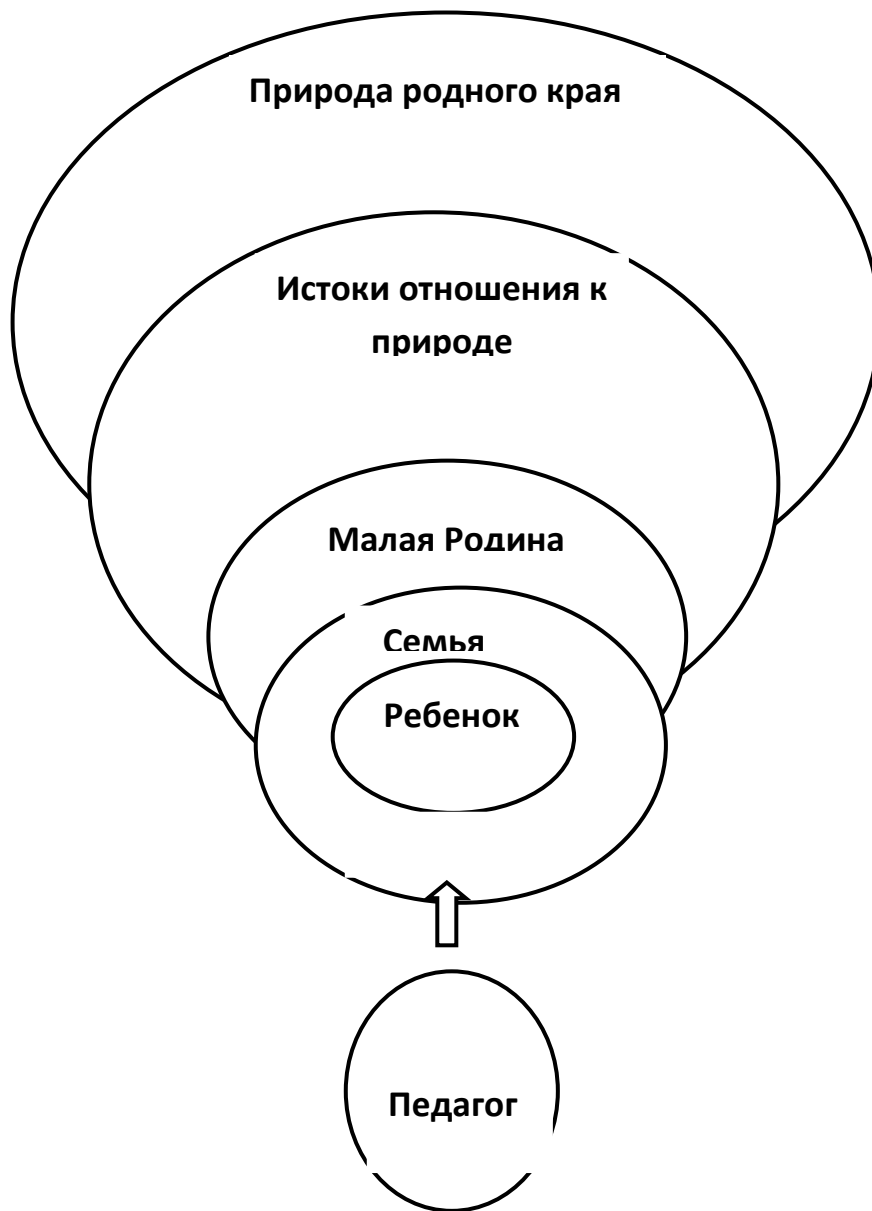 Природа родного края
Истоки отношения к
природе
Малая Родина
Семья
Ребенок
Педагог